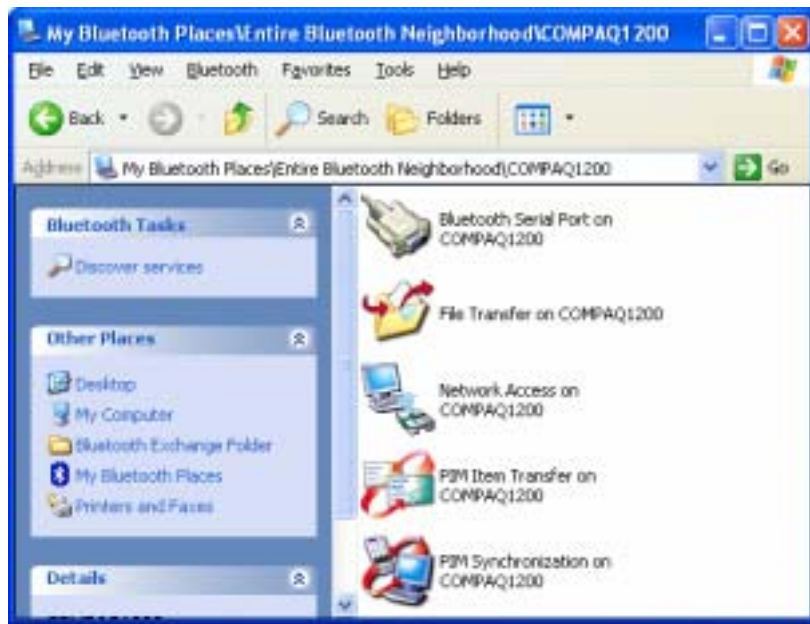 My Bluetooth Places\Entire Bluetooth Neighborhood\COMPAQ1200
File Edit View Bluetooth Favorites Tools Help
Back Search Folders
Address My Bluetooth Places\Entire Bluetooth Neighborhood\COMPAQ1200 Go
Bluetooth Tasks
Discover services
Other Places
Desktop
My Computer
Bluetooth Exchange Folder
My Bluetooth Places
Printers and Faxes
Details
Bluetooth Serial Port on
COMPAQ1200
File Transfer on COMPAQ1200
Network Access on
COMPAQ1200
PIM Item Transfer on
COMPAQ1200
PIM Synchronization on
COMPAQ1200